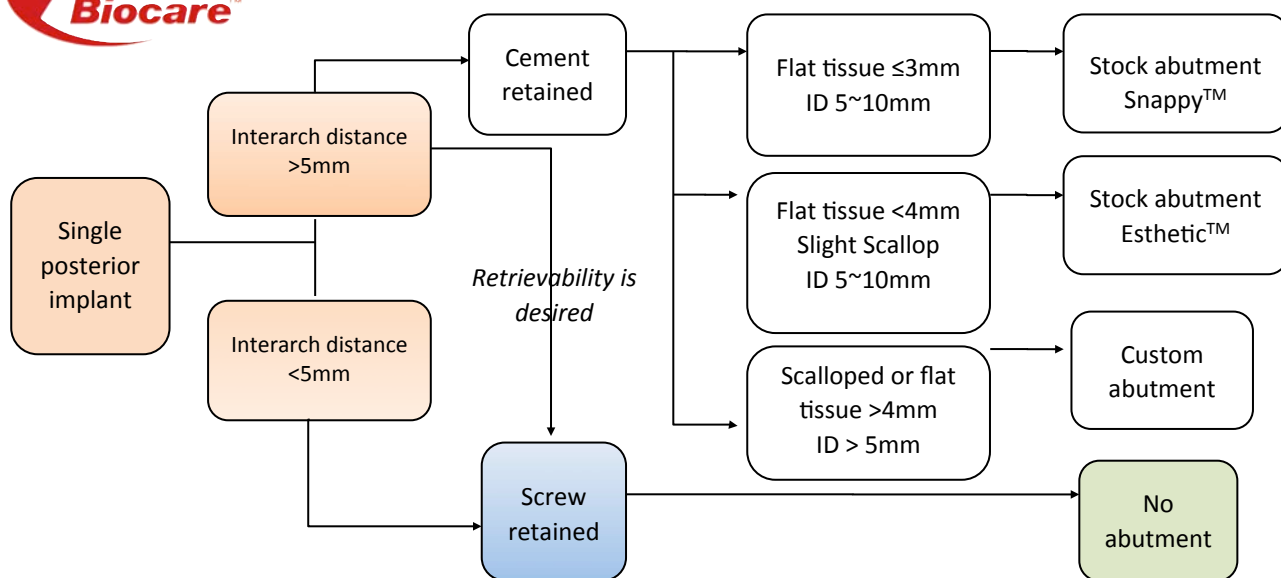 Biocare™
Single
posterior
implant
Interarch distance
>5mm
Interarch distance
<5mm
Cement
retained
Retrievability is
desired
Screw
retained
Flat tissue ≤3mm
ID 5~10mm
Flat tissue <4mm
Slight Scallop
ID 5~10mm
Scalloped or flat
tissue >4mm
ID > 5mm
Stock abutment
Snappy™
Stock abutment
Esthetic™
Custom
abutment
No
abutment